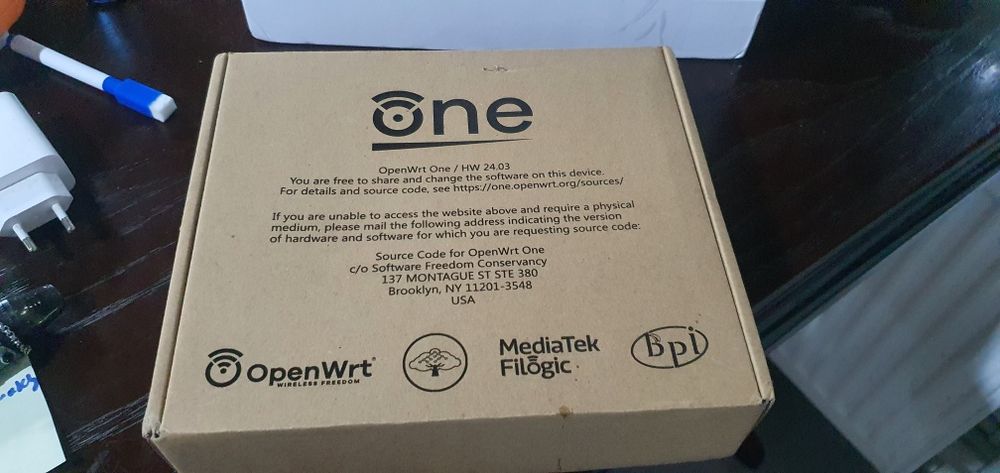 One
OpenWrt One / HW 24.03
You are free to share and change the software on this device.
For details and source code, see https://one.openwrt.org/sources/
If you are unable to access the website above and require a physical
medium, please mail the following address indicating the version
of hardware and software for which you are requesting source code:
Source Code for OpenWrt One
c/o Software Freedom Conservancy
137 MONTAGUE ST STE 380
Brooklyn, NY 11201-3548
USA
OpenWrt®
WIRELESS FREEDOM
MediaTek
Filogic
Bpi